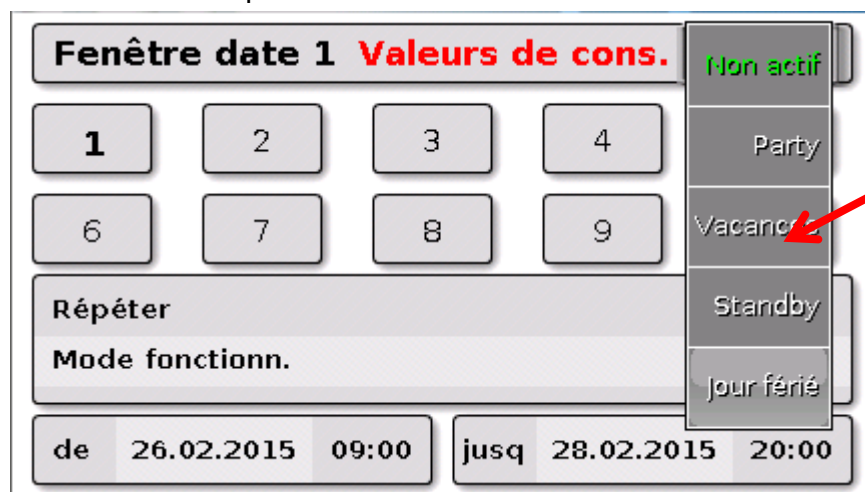 Fenêtre date 1 Valeurs de cons.
Non actif
1 2 3 4
Party
6 7 8 9
Vacances
Répéter
Standby
Mode fonctionn.
Jour férié
de 26.02.2015 09:00 jusq 28.02.2015 20:00